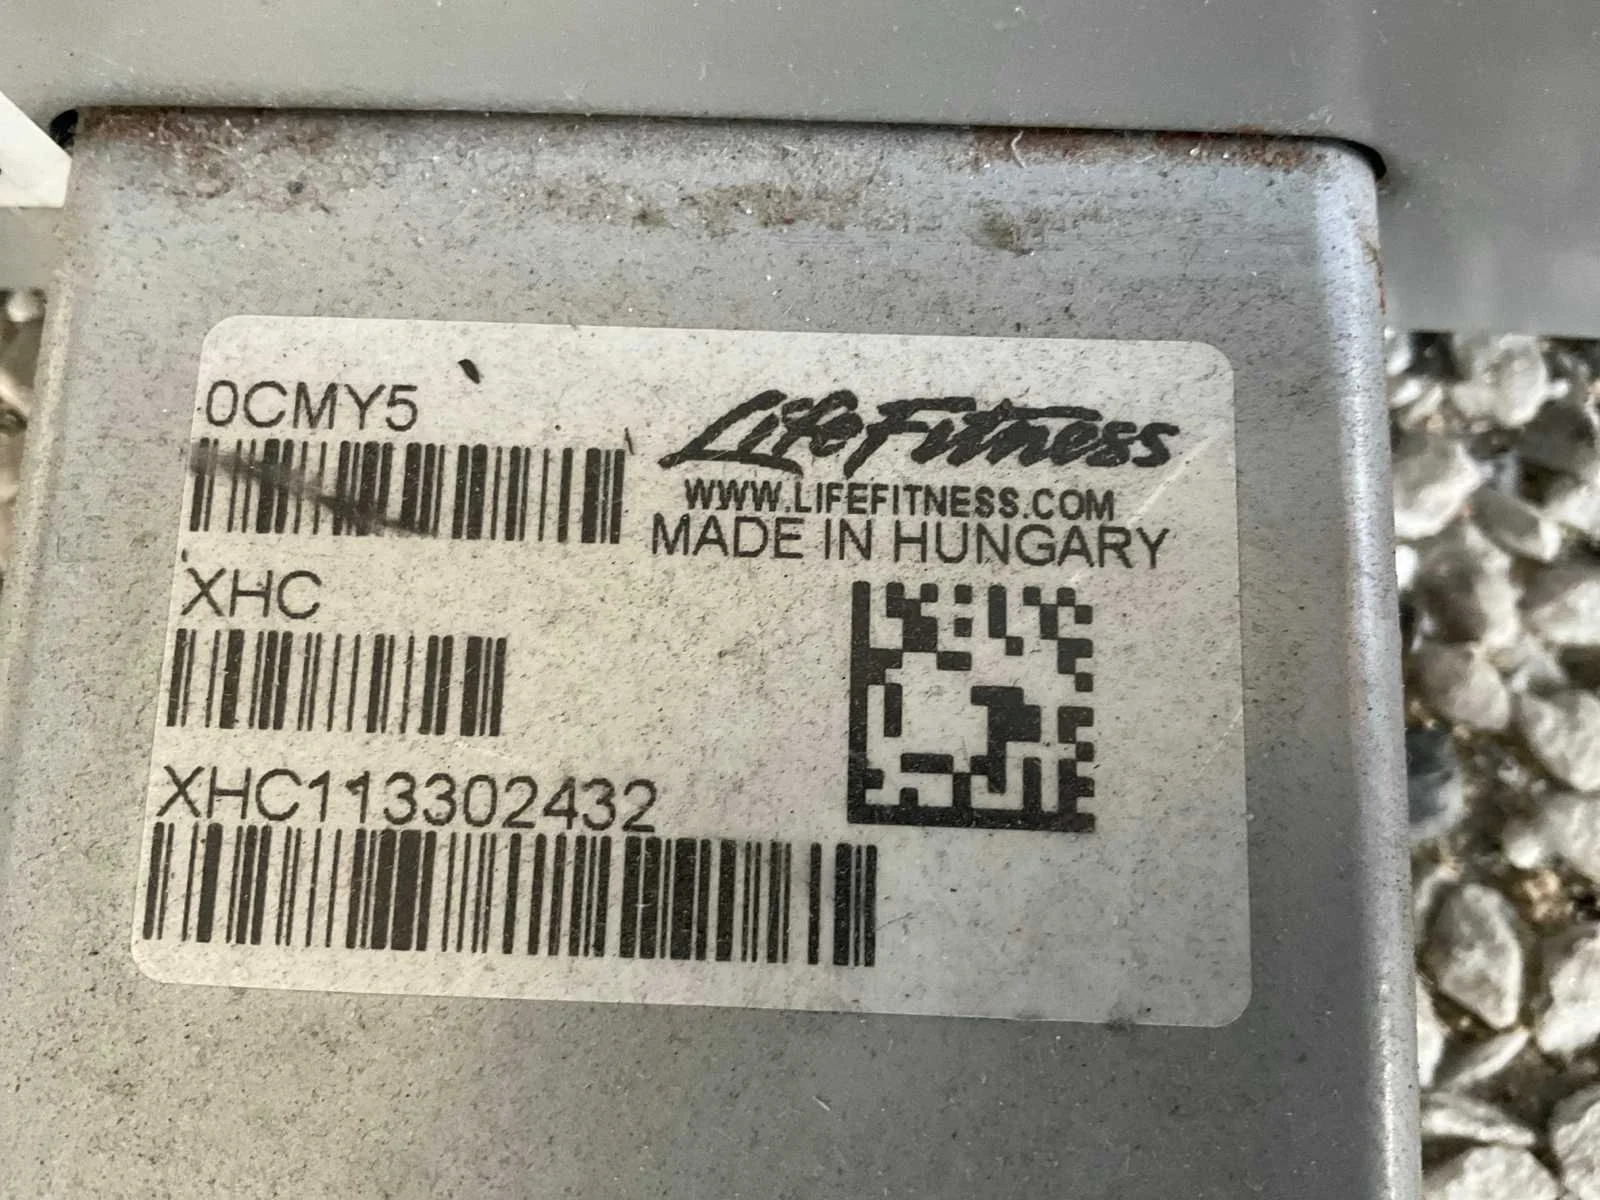 0CMY5
LifeFitness
WWW.LIFEFITNESS.COM
MADE IN HUNGARY
XHC
XHC113302432